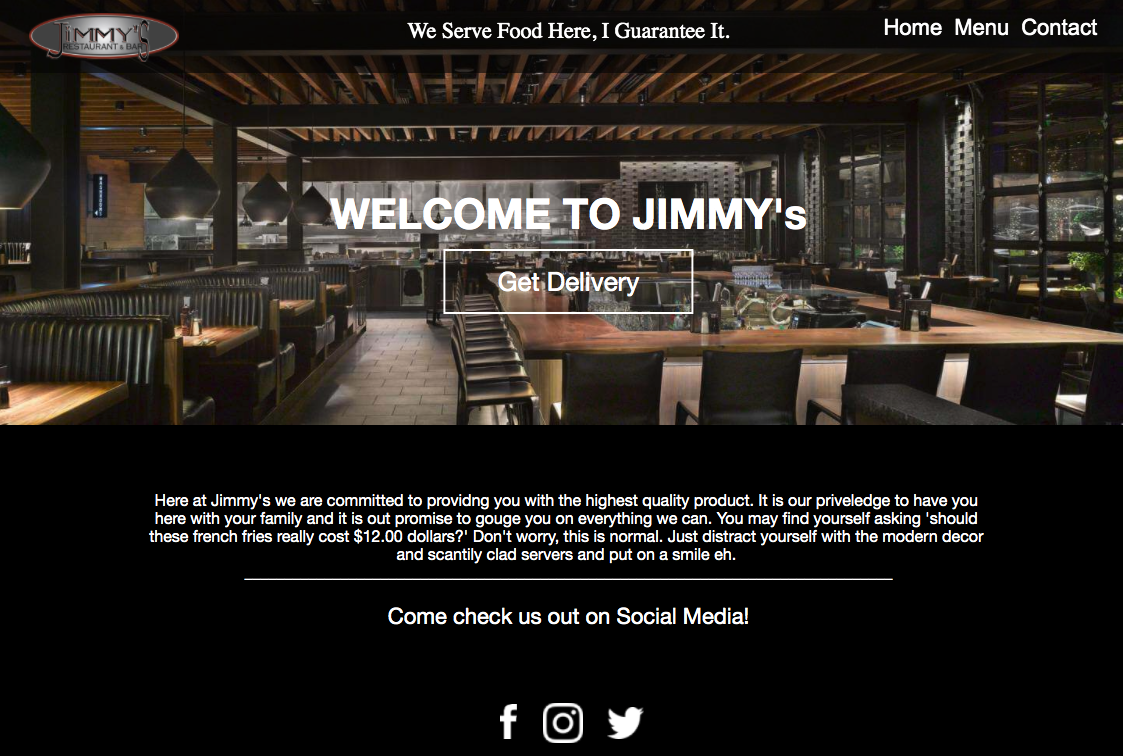 JIMMY'S
RESTAURANT & BAR
We Serve Food Here, I Guarantee It.
Home Menu Contact
WELCOME TO JIMMY's
Get Delivery
Here at Jimmy's we are committed to providng you with the highest quality product. It is our priveledge to have you
here with your family and it is out promise to gouge you on everything we can. You may find yourself asking 'should
these french fries really cost $12.00 dollars?' Don't worry, this is normal. Just distract yourself with the modern decor
and scantily clad servers and put on a smile eh.
Come check us out on Social Media!